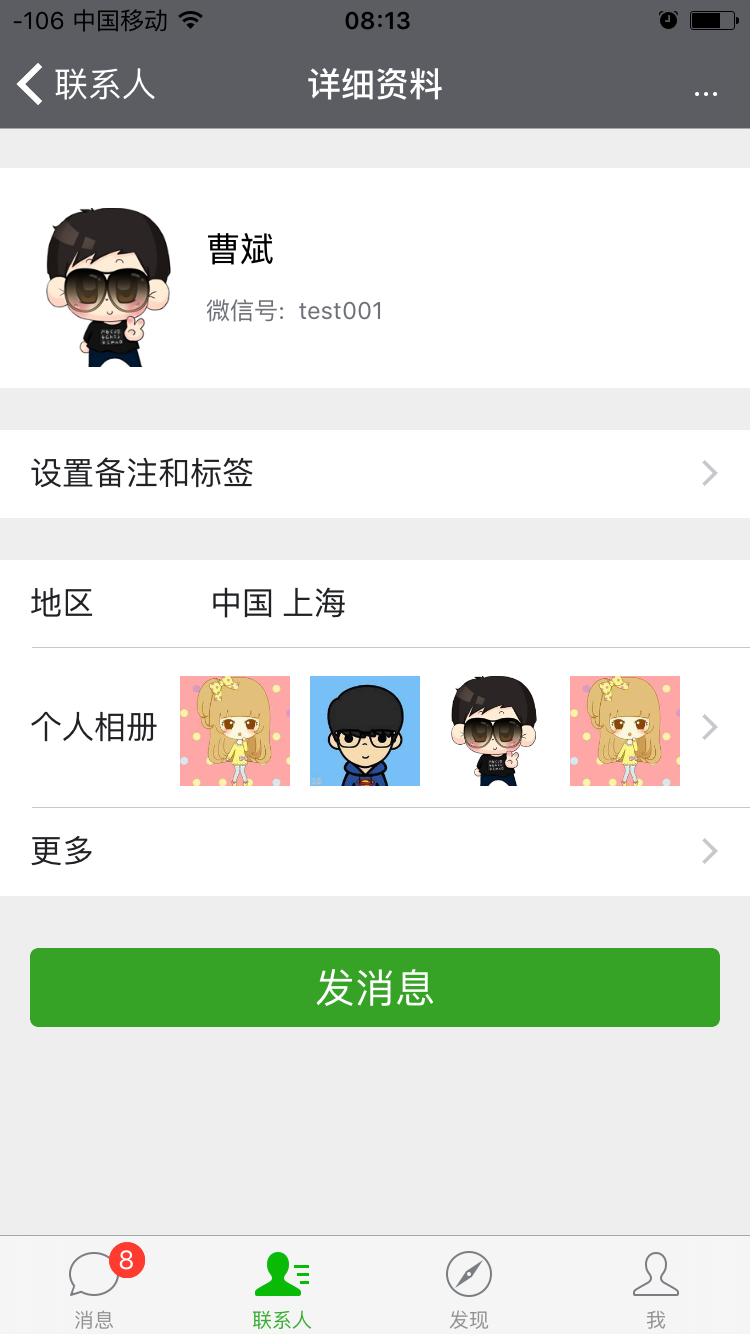 -106 中国移动 08:13
联系人 详细资料 ...
曹斌
微信号: test001
设置备注和标签
地区 中国 上海
个人相册
更多
发消息
8
消息 联系人 发现 我